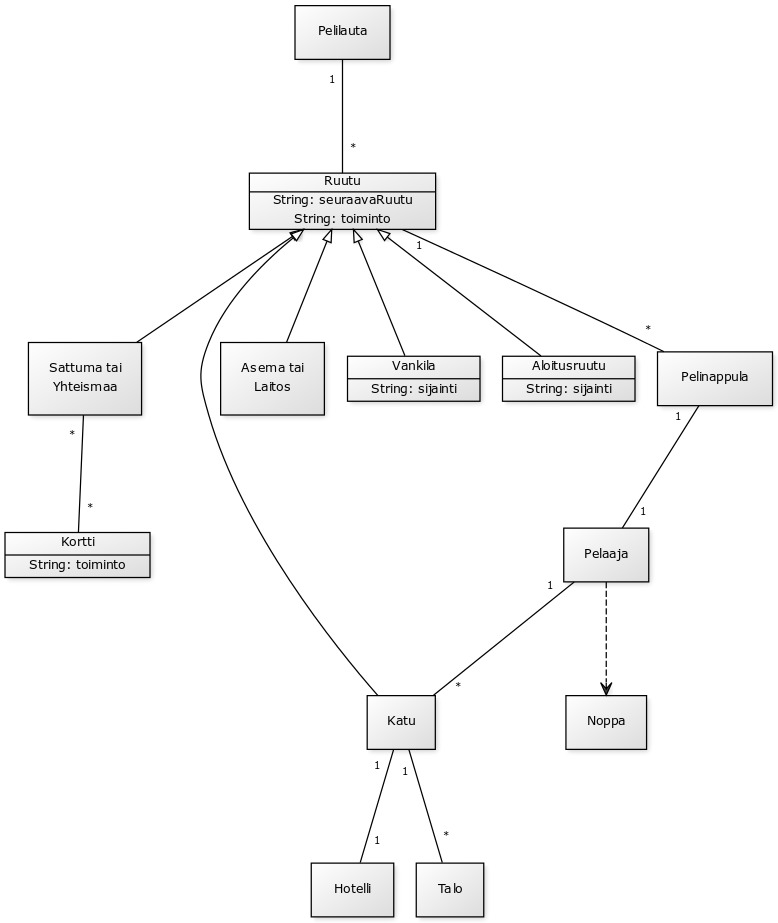 Pelilauta
1
*
Ruutu
String: seuraavaRuutu
String: toiminto
1
*
Sattuma tai
Yhteismaa
Asema tai
Laitos
Vankila
String: sijainti
Aloitusruutu
String: sijainti
Pelinappula
*
1
*
1
Kortti
String: toiminto
Pelaaja
1
*
Katu
Noppa
1
1
1
*
Hotelli
Talo